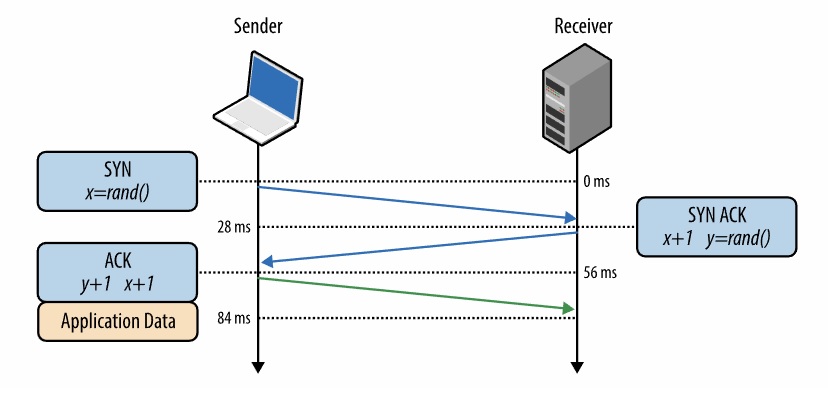 Sender
Receiver
SYN
x=rand()
0 ms
28 ms
SYN ACK
x+1 y=rand()
ACK
y+1 x+1
56 ms
Application Data
84 ms